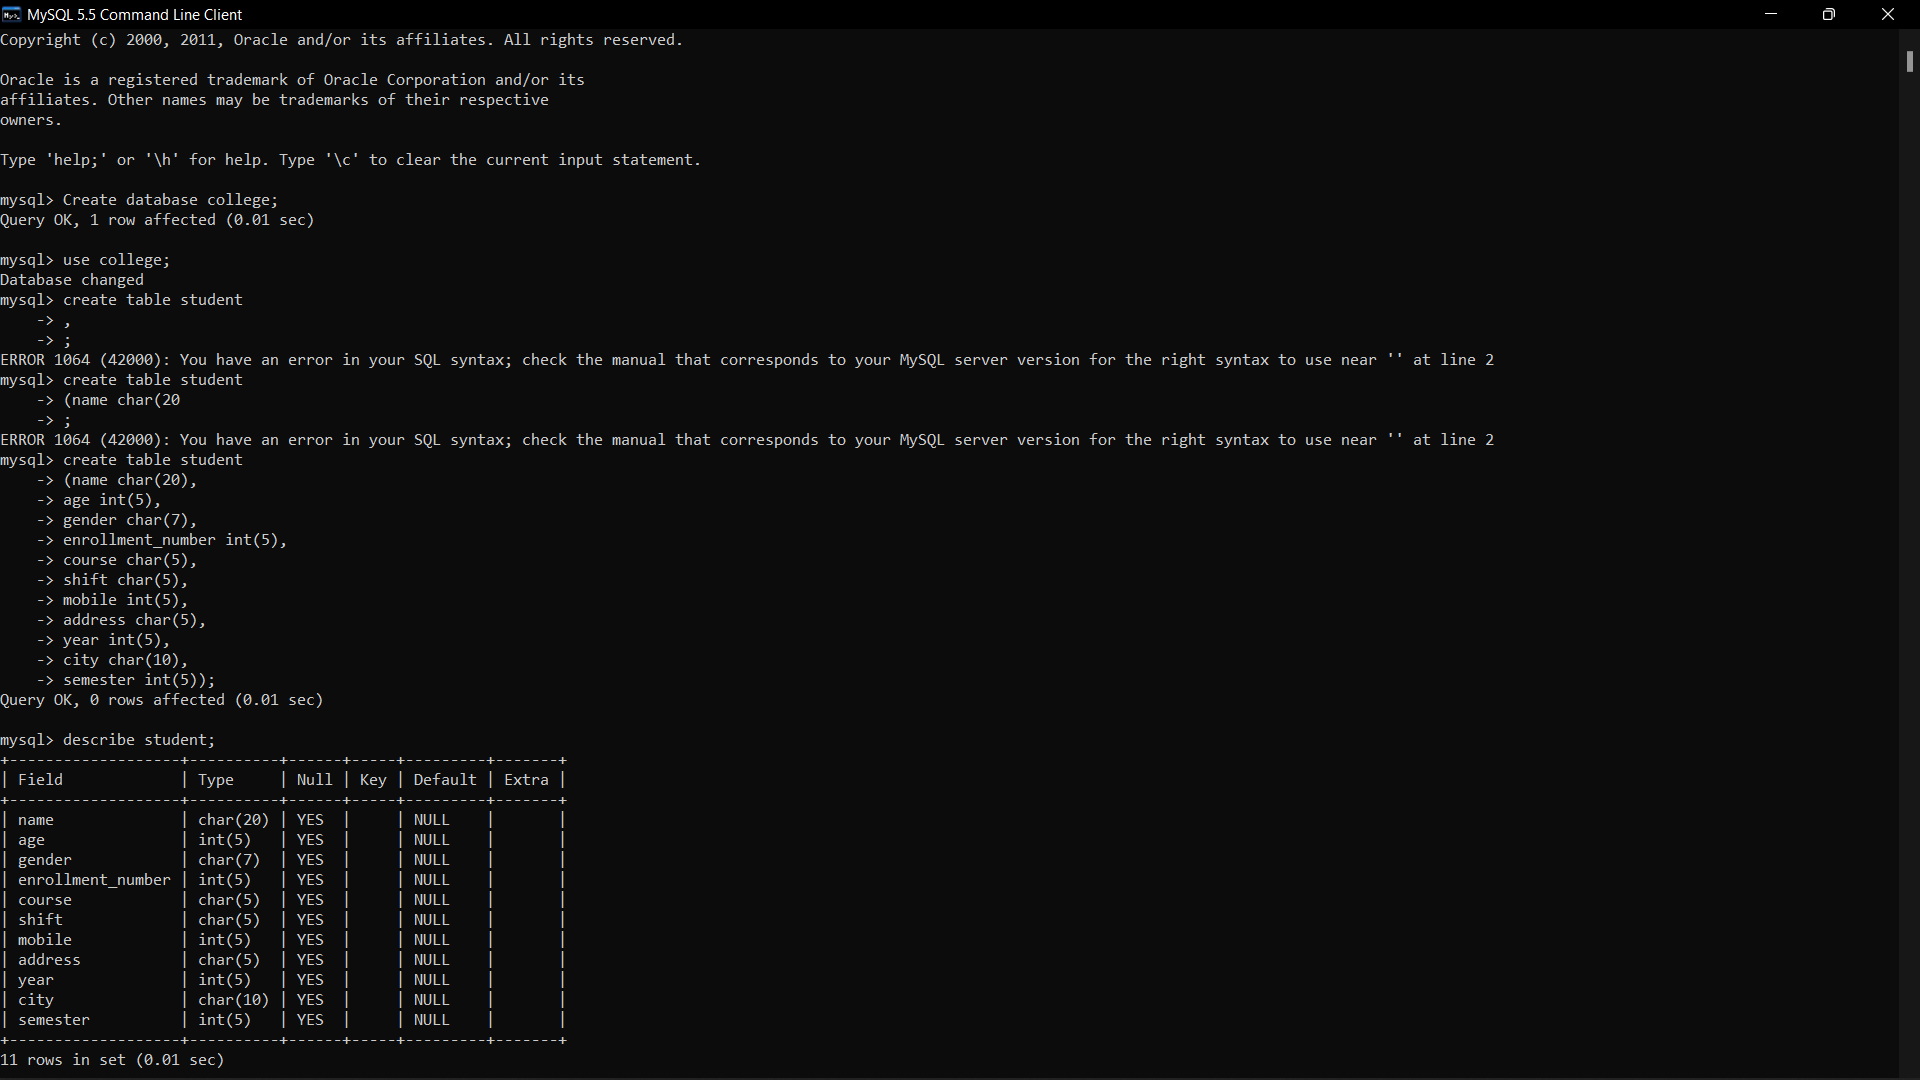 MySQL 5.5 Command Line Client
Copyright (c) 2000, 2011, Oracle and/or its affiliates. All rights reserved.
Oracle is a registered trademark of Oracle Corporation and/or its
affiliates. Other names may be trademarks of their respective
owners.
Type 'help;' or '\h' for help. Type '\c' to clear the current input statement.
mysql> Create database college;
Query OK, 1 row affected (0.01 sec)
mysql> use college;
Database changed
mysql> create table student
    -> ,
    -> ;
ERROR 1064 (42000): You have an error in your SQL syntax; check the manual that corresponds to your MySQL server version for the right syntax to use near '' at line 2
mysql> create table student
    -> (name char(20
    -> ;
ERROR 1064 (42000): You have an error in your SQL syntax; check the manual that corresponds to your MySQL server version for the right syntax to use near '' at line 2
mysql> create table student
    -> (name char(20),
    -> age int(5),
    -> gender char(7),
    -> enrollment_number int(5),
    -> course char(5),
    -> shift char(5),
    -> mobile int(5),
    -> address char(5),
    -> year int(5),
    -> city char(10),
    -> semester int(5));
Query OK, 0 rows affected (0.01 sec)
mysql> describe student;
+-------------------+----------+------+-----+---------+-------+
| Field             | Type     | Null | Key | Default | Extra |
+-------------------+----------+------+-----+---------+-------+
| name              | char(20) | YES  |     | NULL    |       |
| age               | int(5)   | YES  |     | NULL    |       |
| gender            | char(7)  | YES  |     | NULL    |       |
| enrollment_number | int(5)   | YES  |     | NULL    |       |
| course            | char(5)  | YES  |     | NULL    |       |
| shift             | char(5)  | YES  |     | NULL    |       |
| mobile            | int(5)   | YES  |     | NULL    |       |
| address           | char(5)  | YES  |     | NULL    |       |
| year              | int(5)   | YES  |     | NULL    |       |
| city              | char(10) | YES  |     | NULL    |       |
| semester          | int(5)   | YES  |     | NULL    |       |
+-------------------+----------+------+-----+---------+-------+
11 rows in set (0.01 sec)